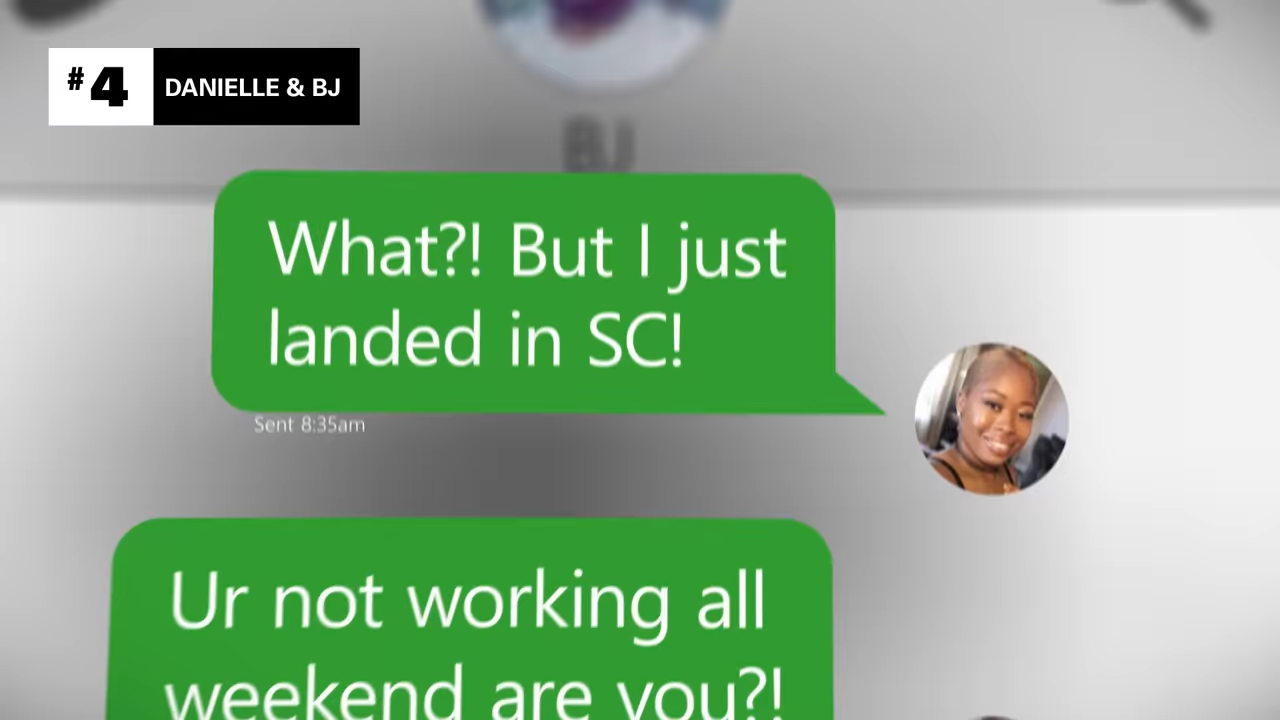 #4 DANIELLE & BJ
BJ
What?! But I just
landed in SC!
Sent 8:35am
Ur not working all
weekend are you?!